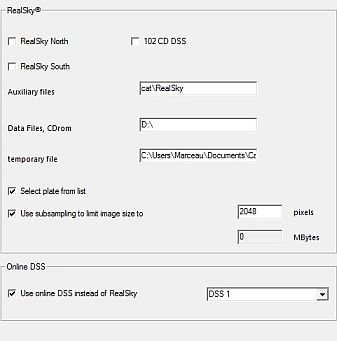 RealSky®
RealSky North
102 CD DSS
RealSky South
Auxiliary files
cat\RealSky
Data Files, CDrom
D:\
temporary file
C:\Users\Marceau\Documents\Ca
Select plate from list
Use subsampling to limit image size to
2048
pixels
0
MBytes
Online DSS
Use online DSS instead of RealSky
DSS 1